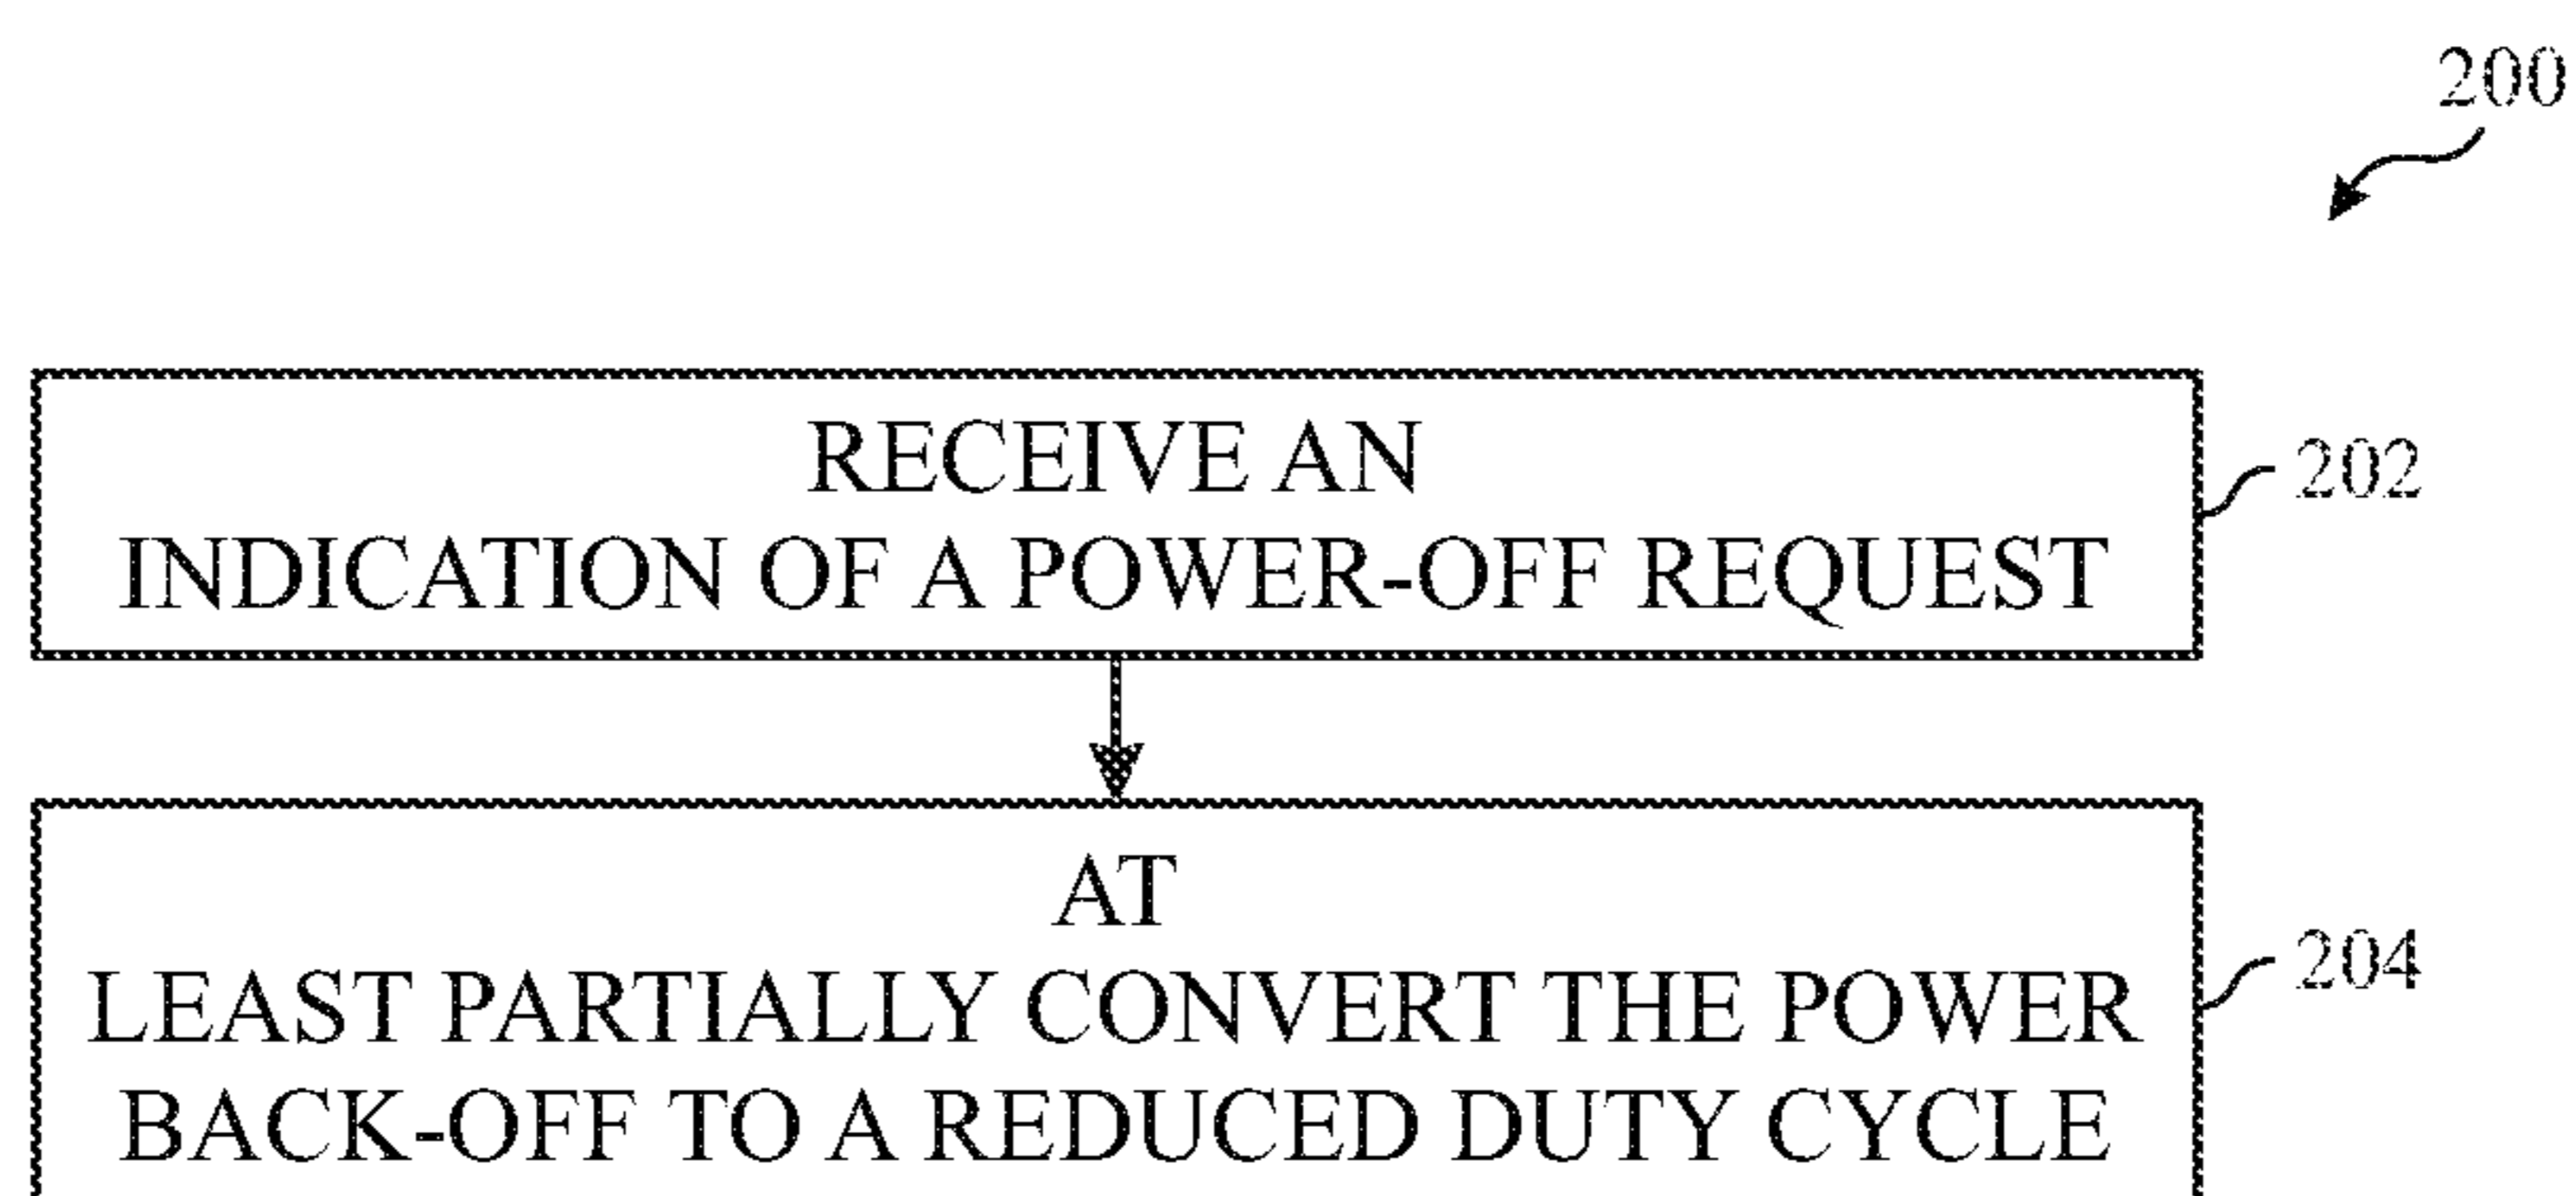 200
RECEIVE AN
INDICATION OF A POWER-OFF REQUEST
202
AT
LEAST PARTIALLY CONVERT THE POWER
BACK-OFF TO A REDUCED DUTY CYCLE
204